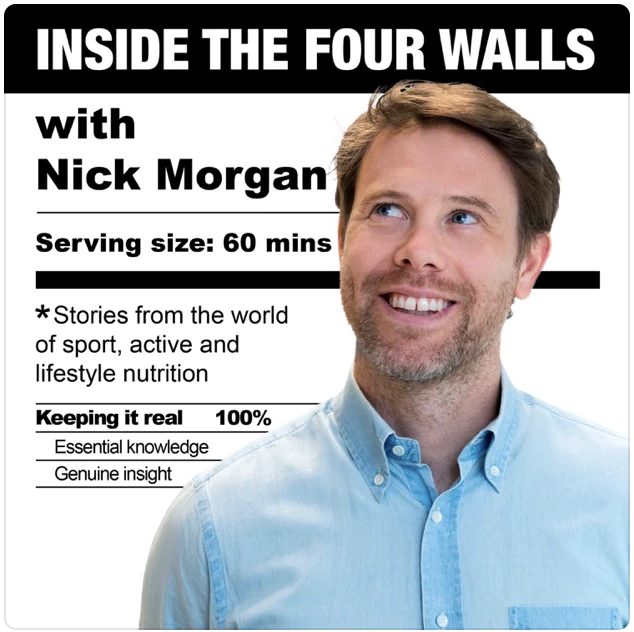 INSIDE THE FOUR WALLS
with
Nick Morgan
Serving size: 60 mins
*Stories from the world
of sport, active and
lifestyle nutrition
Keeping it real 100%
Essential knowledge
Genuine insight